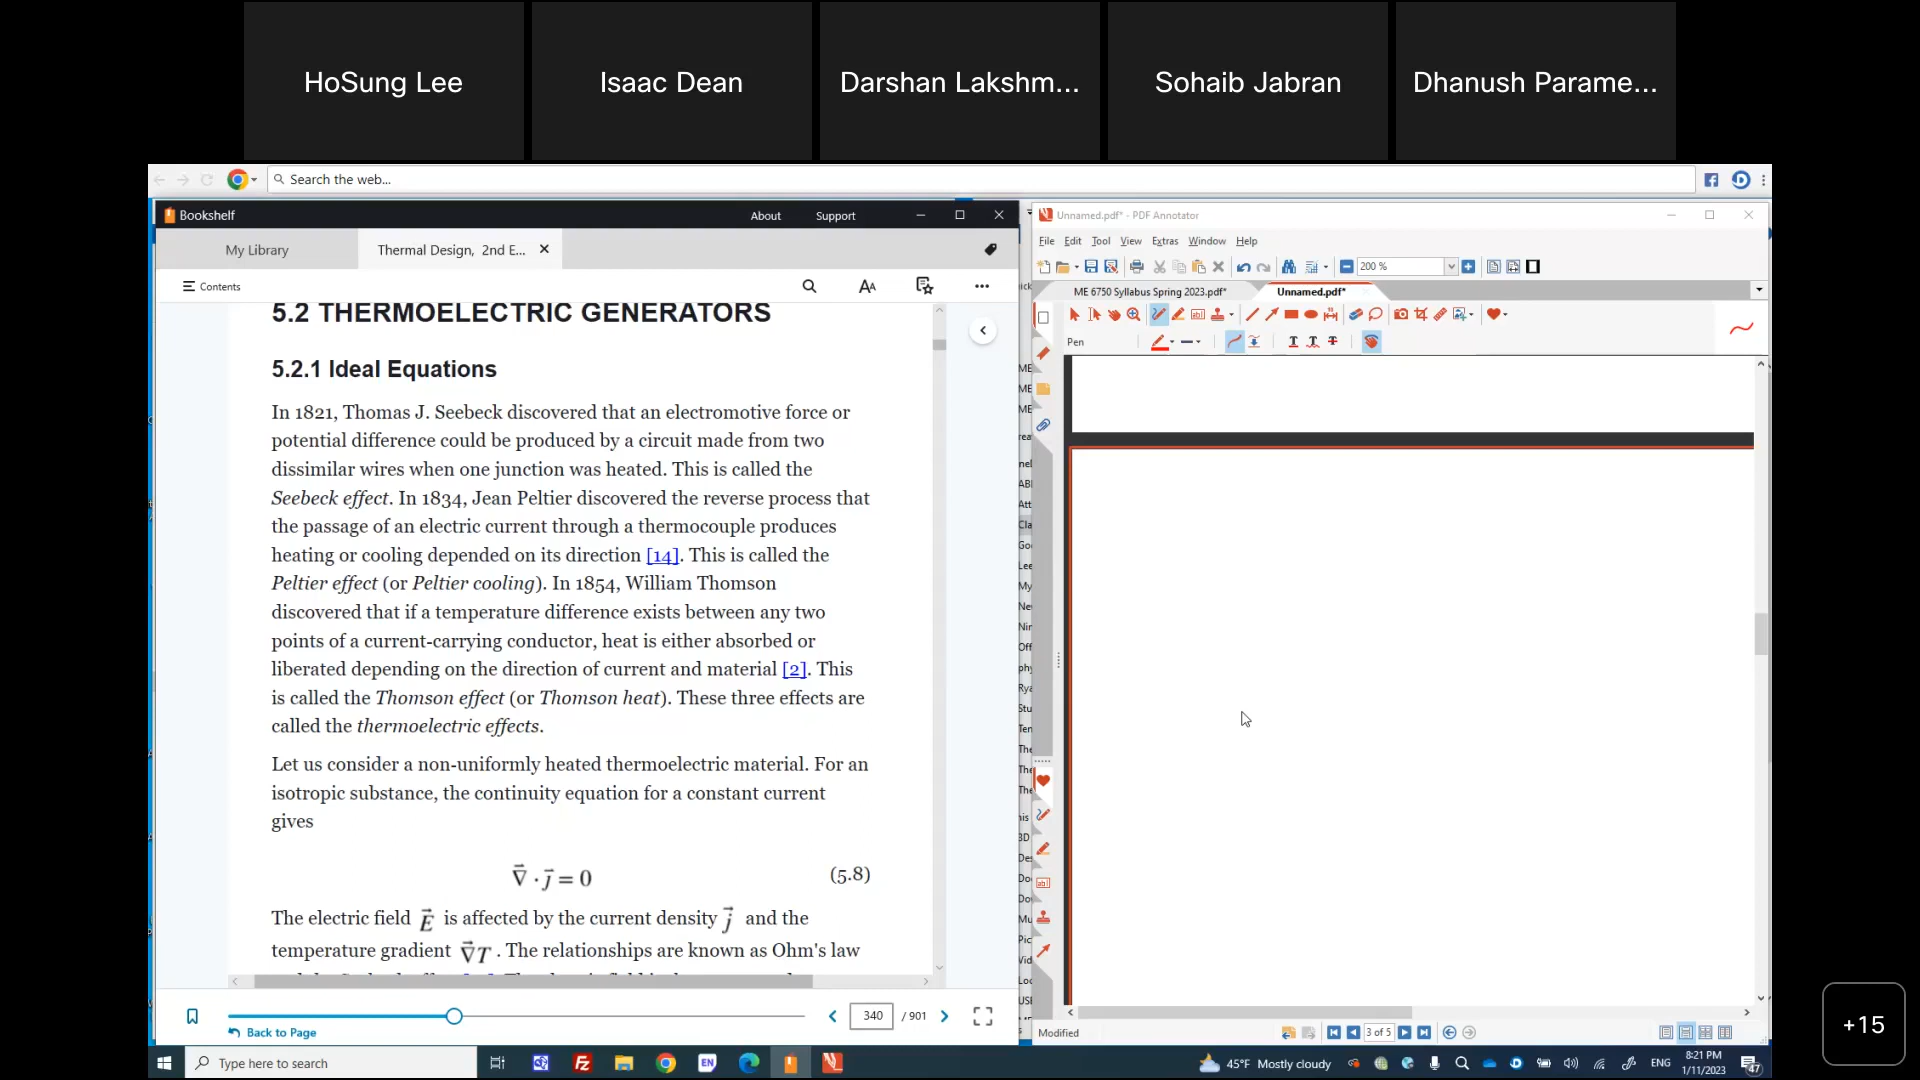 HoSung Lee
Isaac Dean
Darshan Lakshm...
Sohaib Jabran
Dhanush Parame...
Search the web...
Bookshelf
About
Support
My Library
Thermal Design, 2nd E...
Contents
5.2 THERMOELECTRIC GENERATORS
5.2.1 Ideal Equations
In 1821, Thomas J. Seebeck discovered that an electromotive force or
potential difference could be produced by a circuit made from two
dissimilar wires when one junction was heated. This is called the
Seebeck effect. In 1834, Jean Peltier discovered the reverse process that
the passage of an electric current through a thermocouple produces
heating or cooling depended on its direction [14]. This is called the
Peltier effect (or Peltier cooling). In 1854, William Thomson
discovered that if a temperature difference exists between any two
points of a current-carrying conductor, heat is either absorbed or
liberated depending on the direction of current and material [2]. This
is called the Thomson effect (or Thomson heat). These three effects are
called the thermoelectric effects.
Let us consider a non-uniformly heated thermoelectric material. For an
isotropic substance, the continuity equation for a constant current
gives
∇⃗ · j⃗ = 0 (5.8)
The electric field E⃗ is affected by the current density j⃗ and the
temperature gradient ∇⃗T. The relationships are known as Ohm's law
340 / 901
Back to Page
Unnamed.pdf* - PDF Annotator
File Edit Tool View Extras Window Help
200 %
ME 6750 Syllabus Spring 2023.pdf*
Unnamed.pdf*
Pen
Modified
3 of 5
+15
Type here to search
45°F Mostly cloudy
ENG
8:21 PM
1/11/2023
47